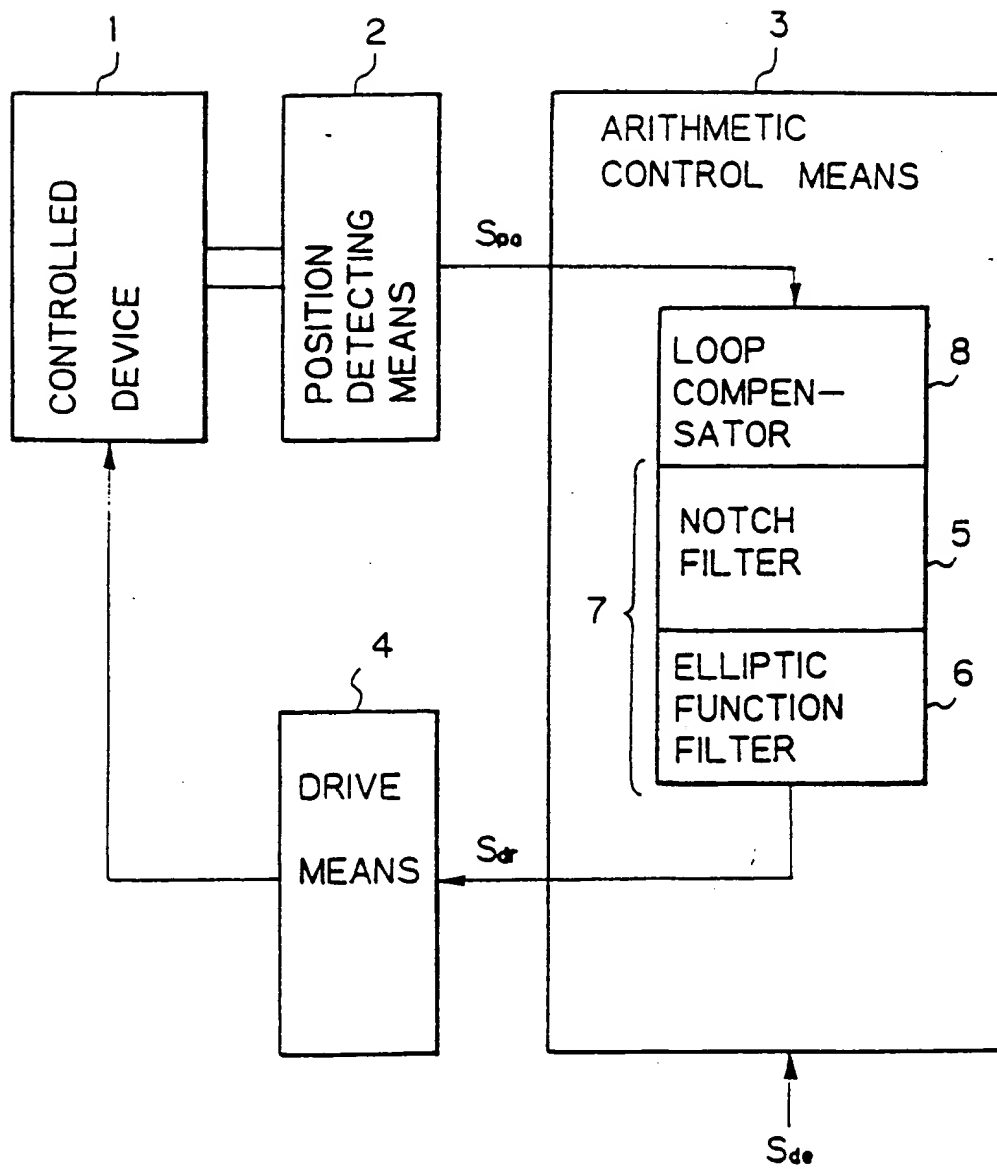 1
2
3
CONTROLLED
DEVICE
POSITION
DETECTING
MEANS
ARITHMETIC
CONTROL MEANS
Spa
LOOP
COMPEN-
SATOR
8
NOTCH
FILTER
5
7
ELLIPTIC
FUNCTION
FILTER
6
4
DRIVE
MEANS
Sdr
Sde